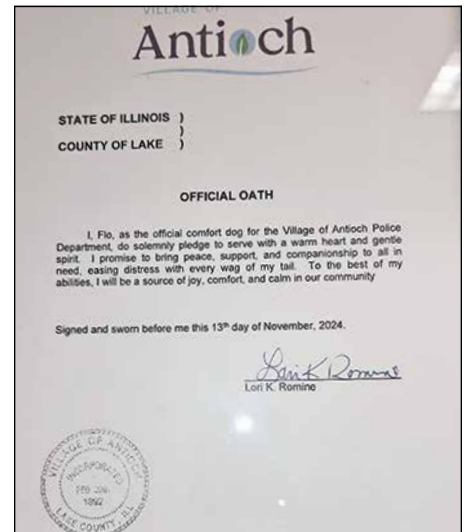 VILLAGE OF
Antioch
STATE OF ILLINOIS )
)
COUNTY OF LAKE )
OFFICIAL OATH
I, Flo, as the official comfort dog for the Village of Antioch Police
Department, do solemnly pledge to serve with a warm heart and gentle
spirit. I promise to bring peace, support, and companionship to all in
need, easing distress with every wag of my tail. To the best of my
abilities, I will be a source of joy, comfort, and calm in our community
Signed and sworn before me this 13th day of November, 2024.
Lori K Romine
Lori K. Romine
VILLAGE OF ANTIOCH
INCORPORATED
1892
LAKE COUNTY, ILL